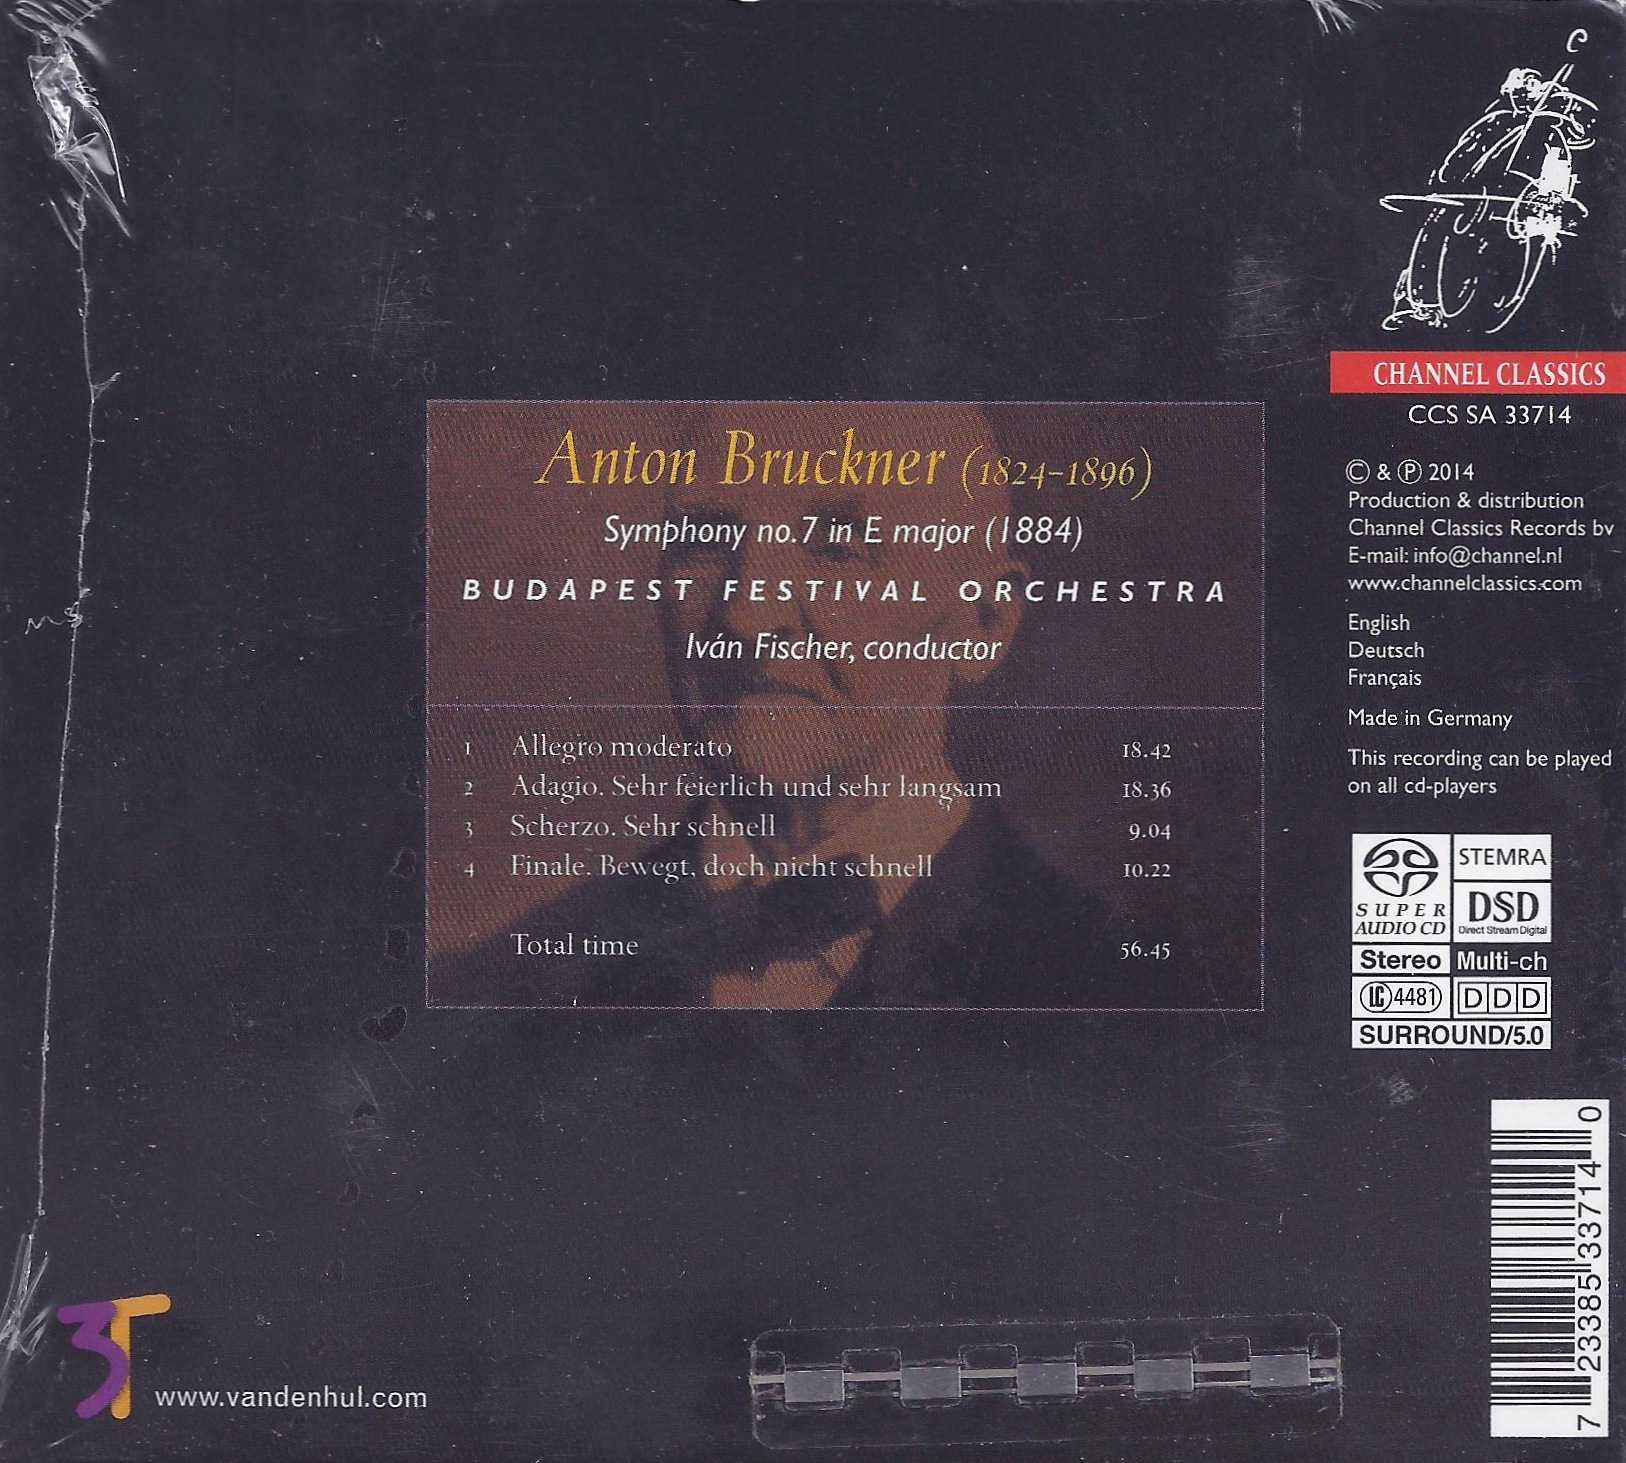 Anton Bruckner (1824-1896)
Symphony no.7 in E major (1884)
BUDAPEST FESTIVAL ORCHESTRA
Iván Fischer, conductor
1 Allegro moderato 18.42
2 Adagio. Sehr feierlich und sehr langsam 18.36
3 Scherzo. Sehr schnell 9.04
4 Finale. Bewegt, doch nicht schnell 10.22
Total time 56.45
CHANNEL CLASSICS
CCS SA 33714
© & ℗ 2014
Production & distribution
Channel Classics Records bv
E-mail: info@channel.nl
www.channelclassics.com
English
Deutsch
Français
Made in Germany
This recording can be played
on all cd-players
SUPER
AUDIO CD
STEMRA
DSD
Direct Stream Digital
Stereo Multi-ch
LC 4481 DDD
SURROUND/5.0
7 23385 33714 0
3T
www.vandenhul.com